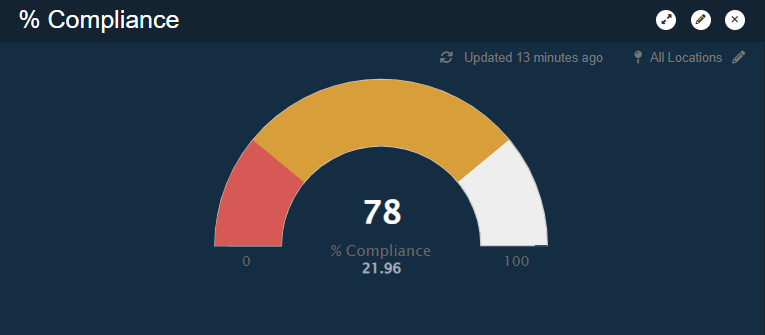 % Compliance
Updated 13 minutes ago All Locations
78
% Compliance
0 100
21.96